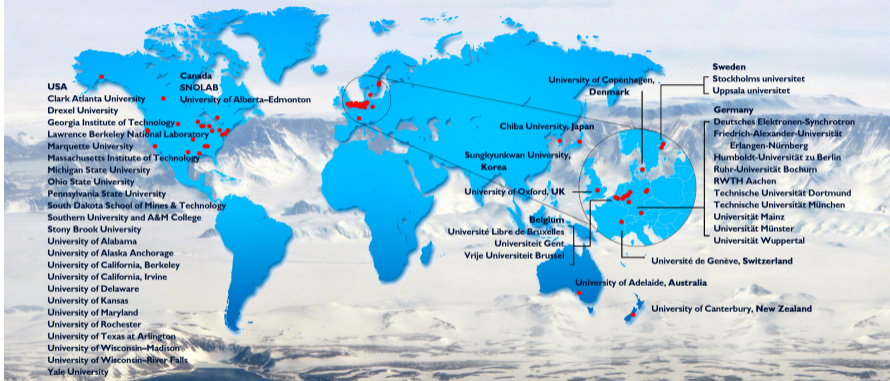 USA
Clark Atlanta University
Drexel University
Georgia Institute of Technology
Lawrence Berkeley National Laboratory
Marquette University
Massachusetts Institute of Technology
Michigan State University
Ohio State University
Pennsylvania State University
South Dakota School of Mines & Technology
Southern University and A&M College
Stony Brook University
University of Alabama
University of Alaska Anchorage
University of California, Berkeley
University of California, Irvine
University of Delaware
University of Kansas
University of Maryland
University of Rochester
University of Texas at Arlington
University of Wisconsin–Madison
University of Wisconsin–River Falls
Yale University
Canada
SNOLAB
University of Alberta–Edmonton
University of Copenhagen,
Denmark
Chiba University, Japan
Sungkyunkwan University,
Korea
University of Oxford, UK
Belgium
Université Libre de Bruxelles
Universiteit Gent
Vrije Universiteit Brussel
Sweden
Stockholms universitet
Uppsala universitet
Germany
Deutsches Elektronen-Synchrotron
Friedrich-Alexander-Universität
Erlangen-Nürnberg
Humboldt-Universität zu Berlin
Ruhr-Universität Bochum
RWTH Aachen
Technische Universität Dortmund
Technische Universität München
Universität Mainz
Universität Münster
Universität Wuppertal
Université de Genève, Switzerland
University of Adelaide, Australia
University of Canterbury, New Zealand